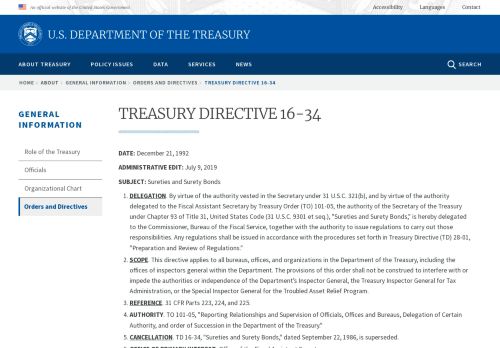 An official website of the United States Government
Accessibility Languages Contact
U.S. DEPARTMENT OF THE TREASURY
ABOUT TREASURY POLICY ISSUES DATA SERVICES NEWS SEARCH
HOME › ABOUT › GENERAL INFORMATION › ORDERS AND DIRECTIVES › TREASURY DIRECTIVE 16-34
GENERAL
INFORMATION
Role of the Treasury
Officials
Organizational Chart
Orders and Directives
TREASURY DIRECTIVE 16-34
DATE: December 21, 1992
ADMINISTRATIVE EDIT: July 9, 2019
SUBJECT: Sureties and Surety Bonds
1. DELEGATION. By virtue of the authority vested in the Secretary under 31 U.S.C. 321(b), and by virtue of the authority
delegated to the Fiscal Assistant Secretary by Treasury Order (TO) 101-05, the authority of the Secretary of the Treasury
under Chapter 93 of Title 31, United States Code (31 U.S.C. 9301 et seq.), "Sureties and Surety Bonds," is hereby delegated
to the Commissioner, Bureau of the Fiscal Service, together with the authority to issue regulations to carry out those
responsibilities. Any regulations shall be issued in accordance with the procedures set forth in Treasury Directive (TD) 28-01,
"Preparation and Review of Regulations."
2. SCOPE. This directive applies to all bureaus, offices, and organizations in the Department of the Treasury, including the
offices of inspectors general within the Department. The provisions of this order shall not be construed to interfere with or
impede the authorities or independence of the Department's Inspector General, the Treasury Inspector General for Tax
Administration, or the Special Inspector General for the Troubled Asset Relief Program.
3. REFERENCE. 31 CFR Parts 223, 224, and 225.
4. AUTHORITY. TO 101-05, "Reporting Relationships and Supervision of Officials, Offices and Bureaus, Delegation of Certain
Authority, and order of Succession in the Department of the Treasury"
5. CANCELLATION. TD 16-34, "Sureties and Surety Bonds," dated September 22, 1986, is superseded.